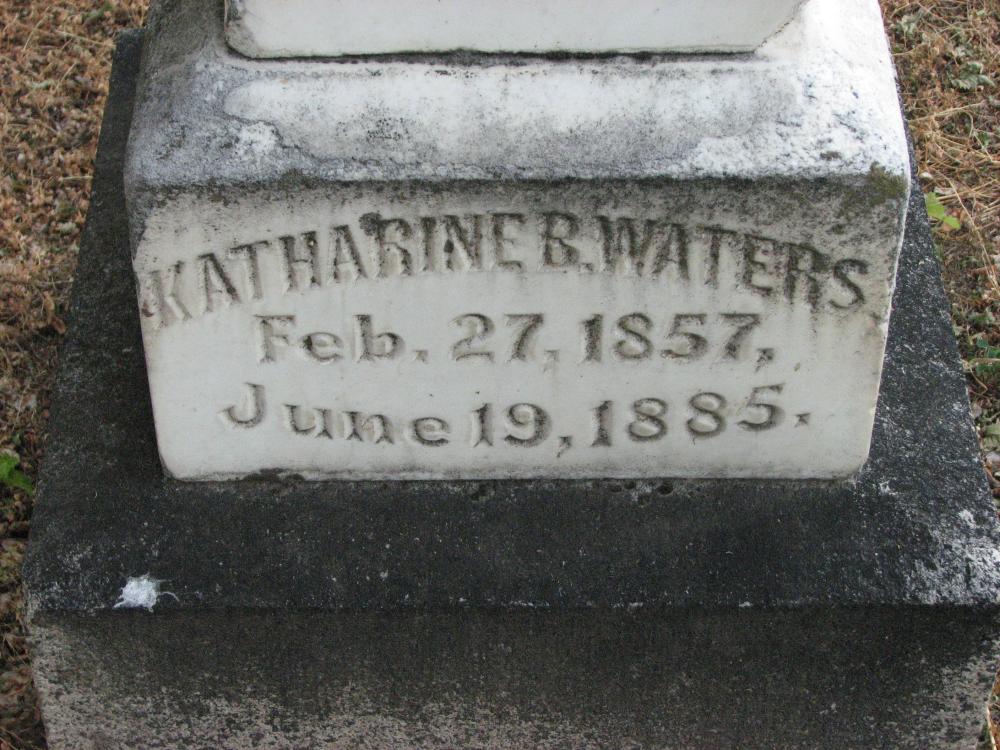 KATHARINE B. WATERS
Feb. 27, 1857,
June 19, 1885.